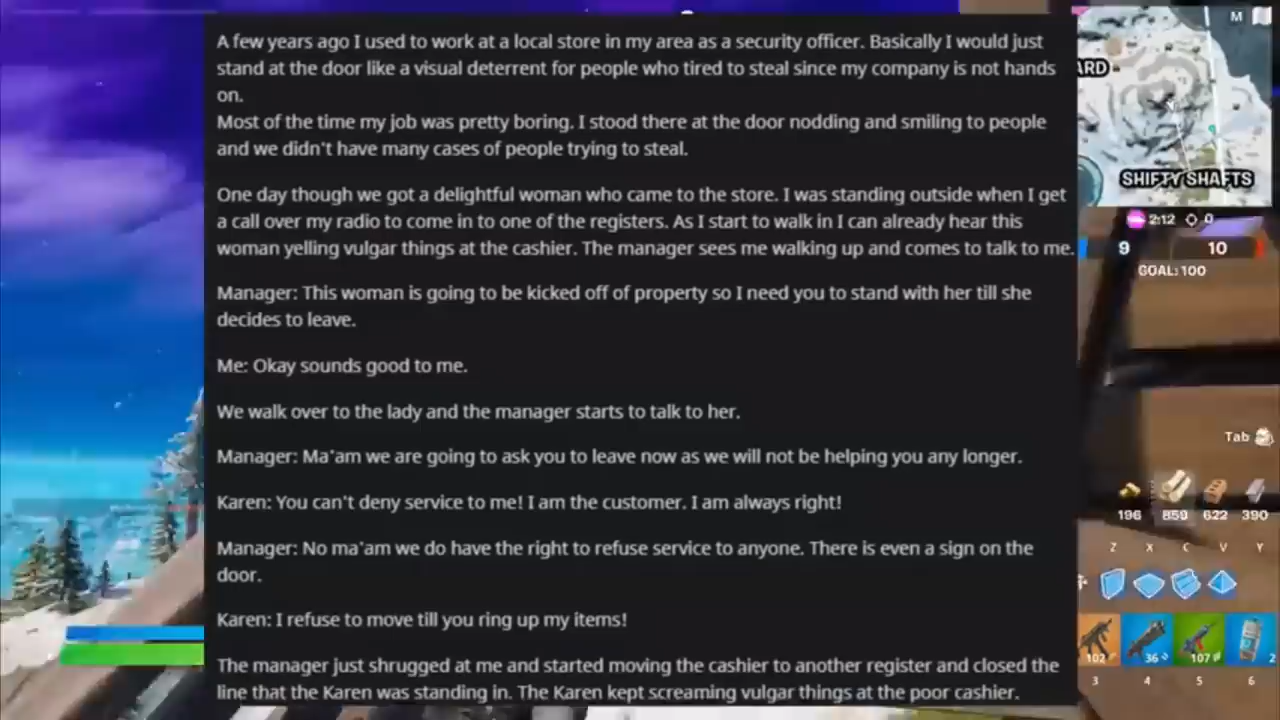 A few years ago I used to work at a local store in my area as a security officer. Basically I would just
stand at the door like a visual deterrent for people who tired to steal since my company is not hands
on.
Most of the time my job was pretty boring. I stood there at the door nodding and smiling to people
and we didn't have many cases of people trying to steal.
One day though we got a delightful woman who came to the store. I was standing outside when I get
a call over my radio to come in to one of the registers. As I start to walk in I can already hear this
woman yelling vulgar things at the cashier. The manager sees me walking up and comes to talk to me.
Manager: This woman is going to be kicked off of property so I need you to stand with her till she
decides to leave.
Me: Okay sounds good to me.
We walk over to the lady and the manager starts to talk to her.
Manager: Ma'am we are going to ask you to leave now as we will not be helping you any longer.
Karen: You can't deny service to me! I am the customer. I am always right!
Manager: No ma'am we do have the right to refuse service to anyone. There is even a sign on the
door.
Karen: I refuse to move till you ring up my items!
The manager just shrugged at me and started moving the cashier to another register and closed the
line that the Karen was standing in. The Karen kept screaming vulgar things at the poor cashier.
M
ARD
SHIFTY SHAFTS
2:12 0
9 10
GOAL: 100
Tab
196 859 622 390
Z X C V Y
102 36 107 2
3 4 5 6